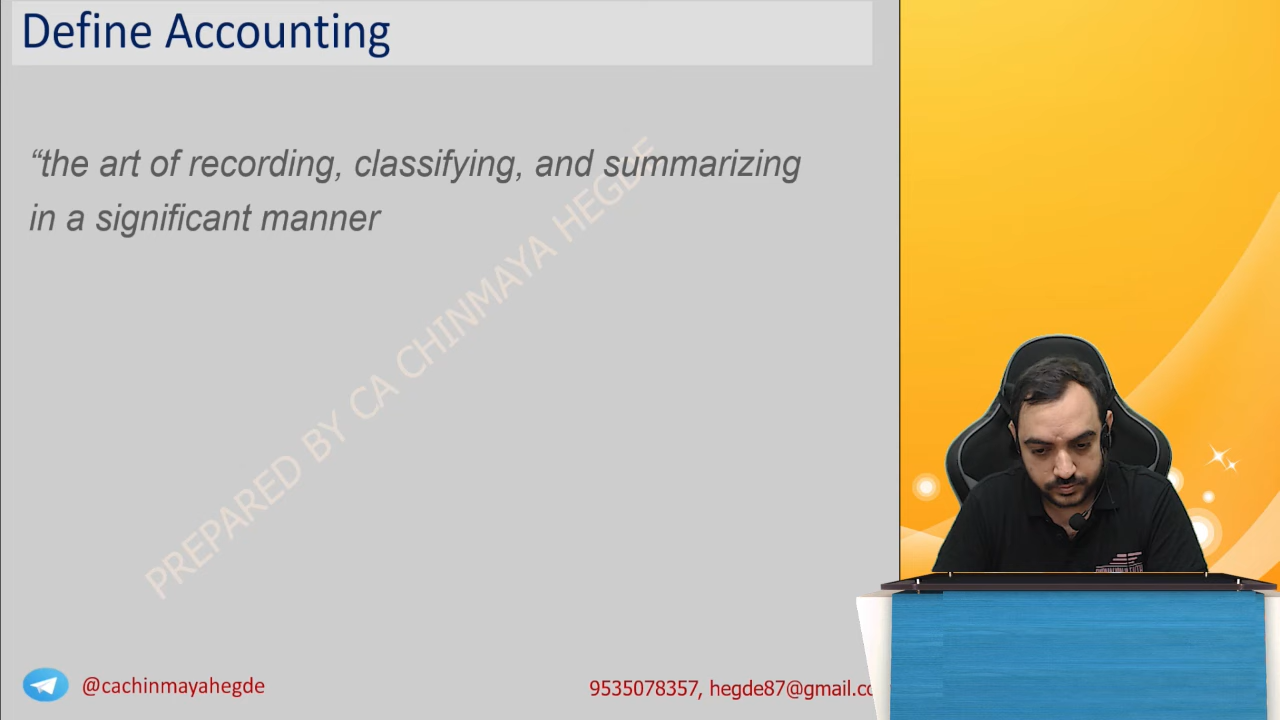 Define Accounting
“the art of recording, classifying, and summarizing
in a significant manner
PREPARED BY CA CHINMAYA HEGDE
@cachinmayahegde
9535078357, hegde87@gmail.co